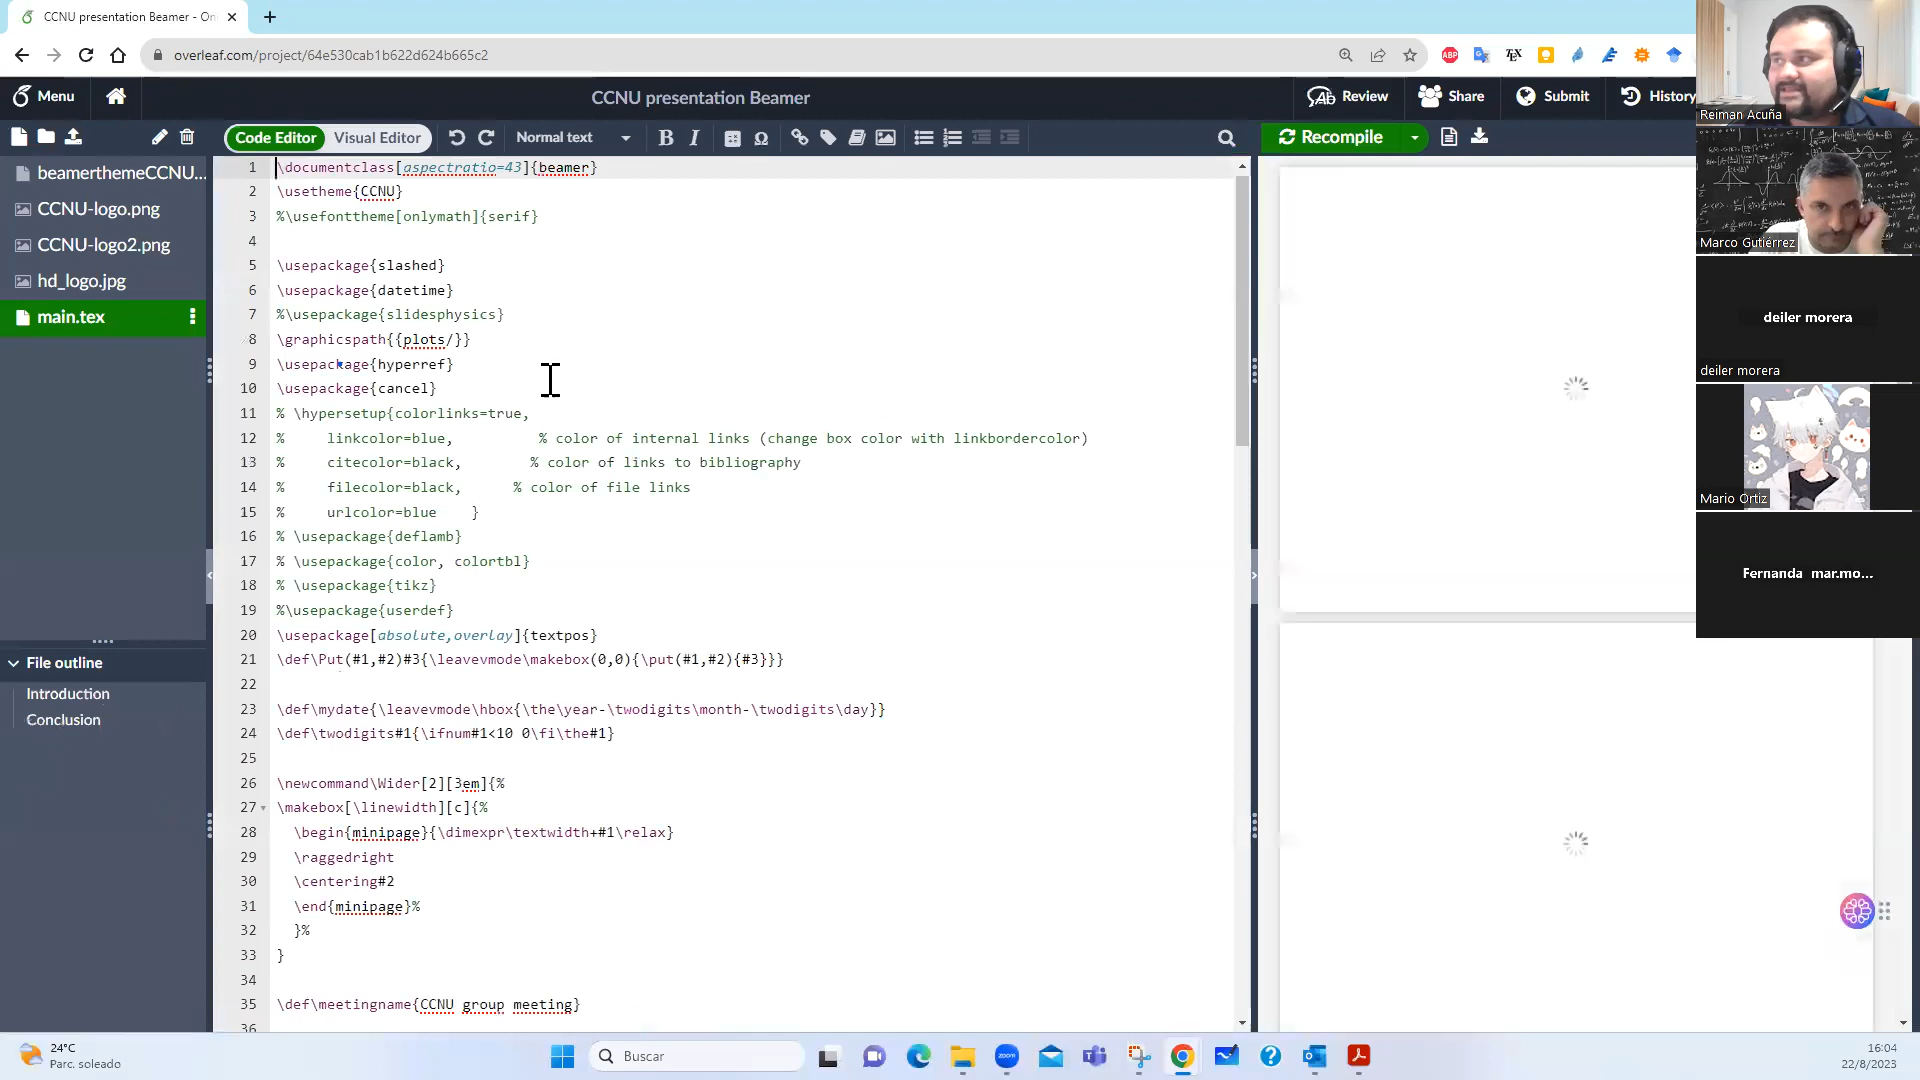 CCNU presentation Beamer - On
overleaf.com/project/64e530cab1b622d624b665c2
ABP
TEX
Menu
CCNU presentation Beamer
Review
Share
Submit
History
Code Editor
Visual Editor
Normal text
B I
Ω
Recompile
beamerthemeCCNU...
CCNU-logo.png
CCNU-logo2.png
hd_logo.jpg
main.tex
File outline
Introduction
Conclusion
1 \documentclass[aspectratio=43]{beamer}
2 \usetheme{CCNU}
3 %\usefonttheme[onlymath]{serif}
4
5 \usepackage{slashed}
6 \usepackage{datetime}
7 %\usepackage{slidesphysics}
8 \graphicspath{{plots/}}
9 \usepackage{hyperref}
10 \usepackage{cancel}
11 % \hypersetup{colorlinks=true,
12 %     linkcolor=blue,          % color of internal links (change box color with linkbordercolor)
13 %     citecolor=black,        % color of links to bibliography
14 %     filecolor=black,      % color of file links
15 %     urlcolor=blue    }
16 % \usepackage{deflamb}
17 % \usepackage{color, colortbl}
18 % \usepackage{tikz}
19 %\usepackage{userdef}
20 \usepackage[absolute,overlay]{textpos}
21 \def\Put(#1,#2)#3{\leavevmode\makebox(0,0){\put(#1,#2){#3}}}
22
23 \def\mydate{\leavevmode\hbox{\the\year-\twodigits\month-\twodigits\day}}
24 \def\twodigits#1{\ifnum#1<10 0\fi\the#1}
25
26 \newcommand\Wider[2][3em]{%
27 \makebox[\linewidth][c]{%
28   \begin{minipage}{\dimexpr\textwidth+#1\relax}
29   \raggedright
30   \centering#2
31   \end{minipage}%
32   }%
33 }
34
35 \def\meetingname{CCNU group meeting}
36
Reiman Acuña
Marco Gutiérrez
deiler morera
deiler morera
Mario Ortiz
Fernanda mar.mo...
24°C
Parc. soleado
Buscar
zoom
16:04
22/8/2023